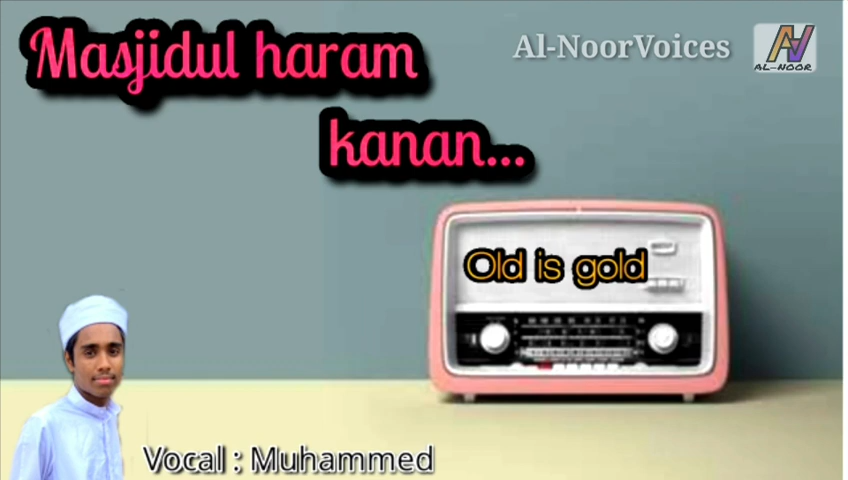 Masjidul haram
kanan...
Al-NoorVoices
AL-NOOR
Old is gold
Vocal : Muhammed